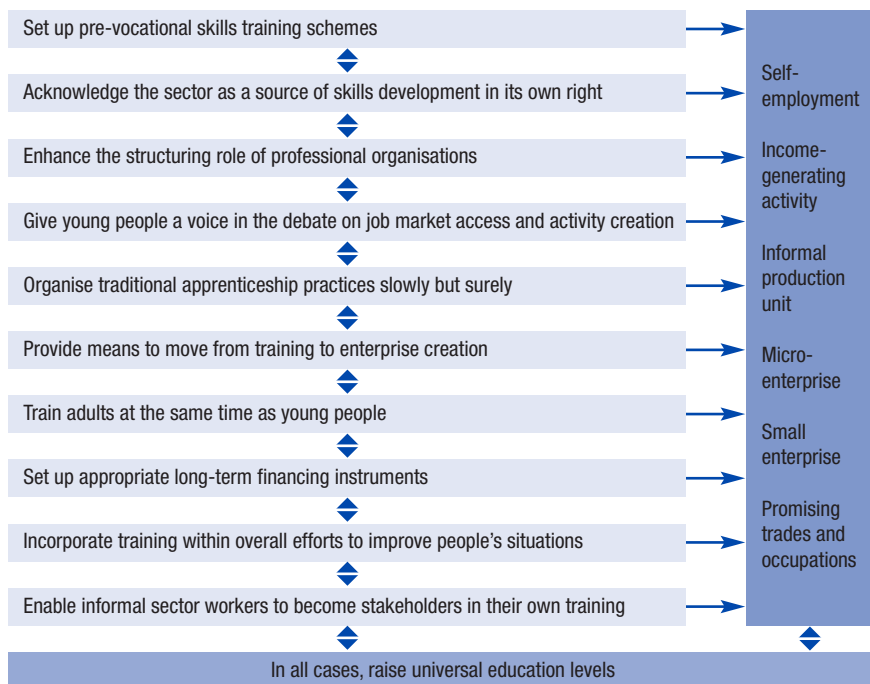 Set up pre-vocational skills training schemes
Acknowledge the sector as a source of skills development in its own right
Enhance the structuring role of professional organisations
Give young people a voice in the debate on job market access and activity creation
Organise traditional apprenticeship practices slowly but surely
Provide means to move from training to enterprise creation
Train adults at the same time as young people
Set up appropriate long-term financing instruments
Incorporate training within overall efforts to improve people's situations
Enable informal sector workers to become stakeholders in their own training
Self-
employment
Income-
generating
activity
Informal
production
unit
Micro-
enterprise
Small
enterprise
Promising
trades and
occupations
In all cases, raise universal education levels